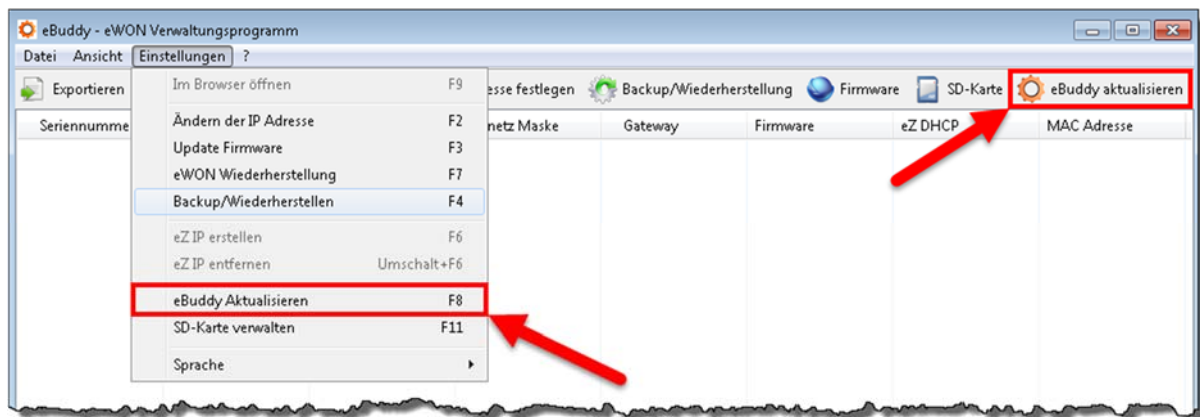 eBuddy - eWON Verwaltungsprogramm
Datei Ansicht Einstellungen ?
Exportieren esse festlegen Backup/Wiederherstellung Firmware SD-Karte eBuddy aktualisieren
Seriennumme netz Maske Gateway Firmware eZ DHCP MAC Adresse
Im Browser öffnen F9
Ändern der IP Adresse F2
Update Firmware F3
eWON Wiederherstellung F7
Backup/Wiederherstellen F4
eZ IP erstellen F6
eZ IP entfernen Umschalt+F6
eBuddy Aktualisieren F8
SD-Karte verwalten F11
Sprache